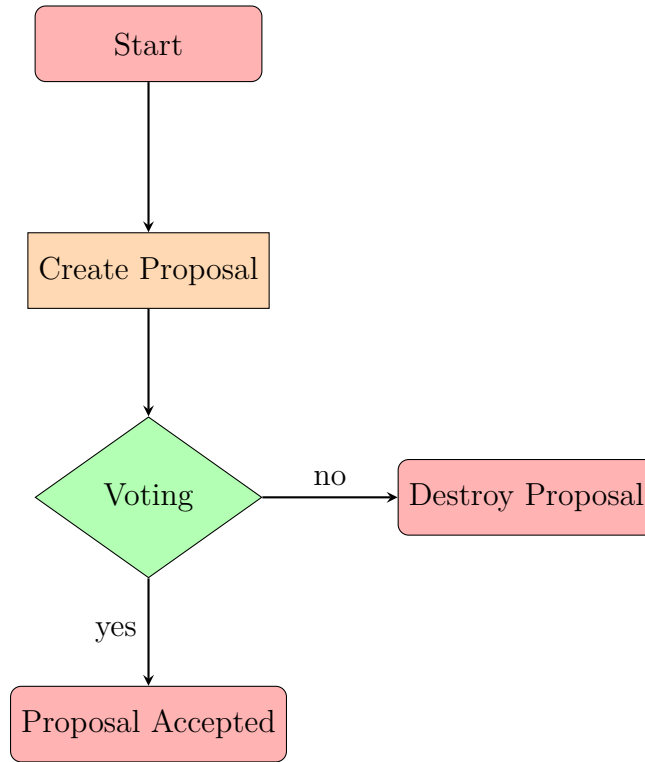 Start
Create Proposal
Voting
no
Destroy Proposal
yes
Proposal Accepted